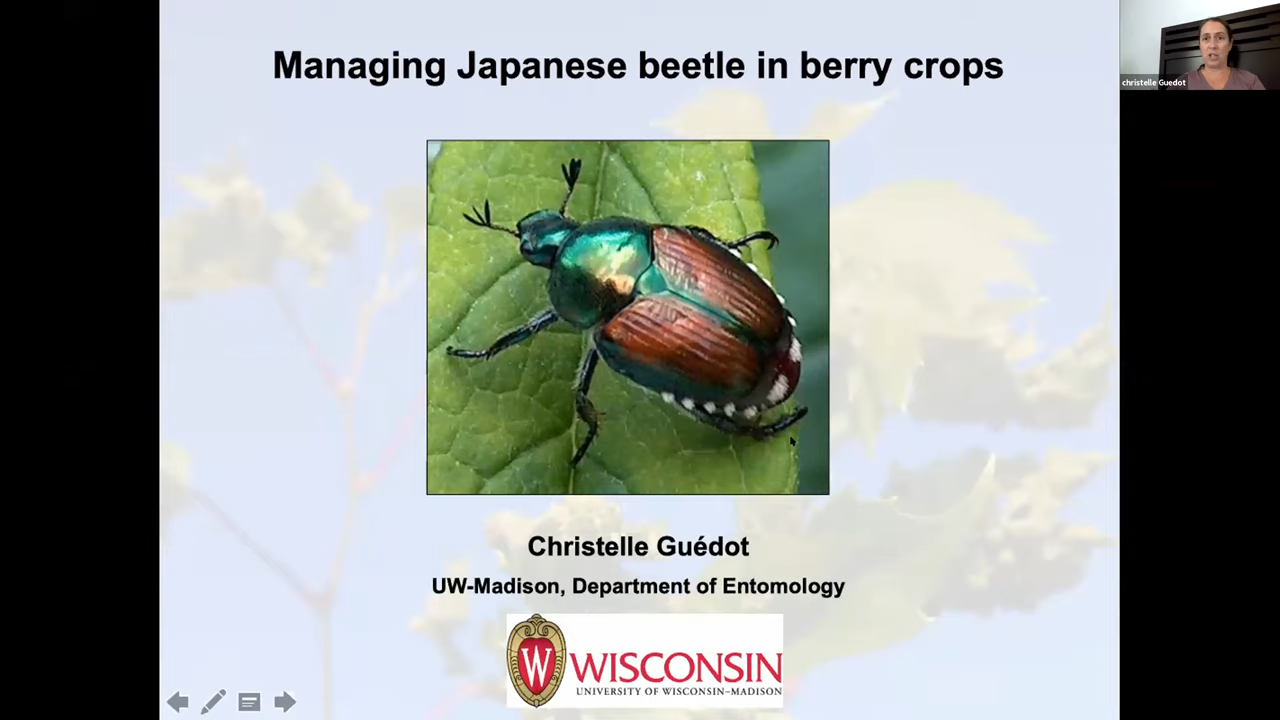 Managing Japanese beetle in berry crops
christelle Guedot
Christelle Guédot
UW-Madison, Department of Entomology
W
WISCONSIN
UNIVERSITY OF WISCONSIN–MADISON